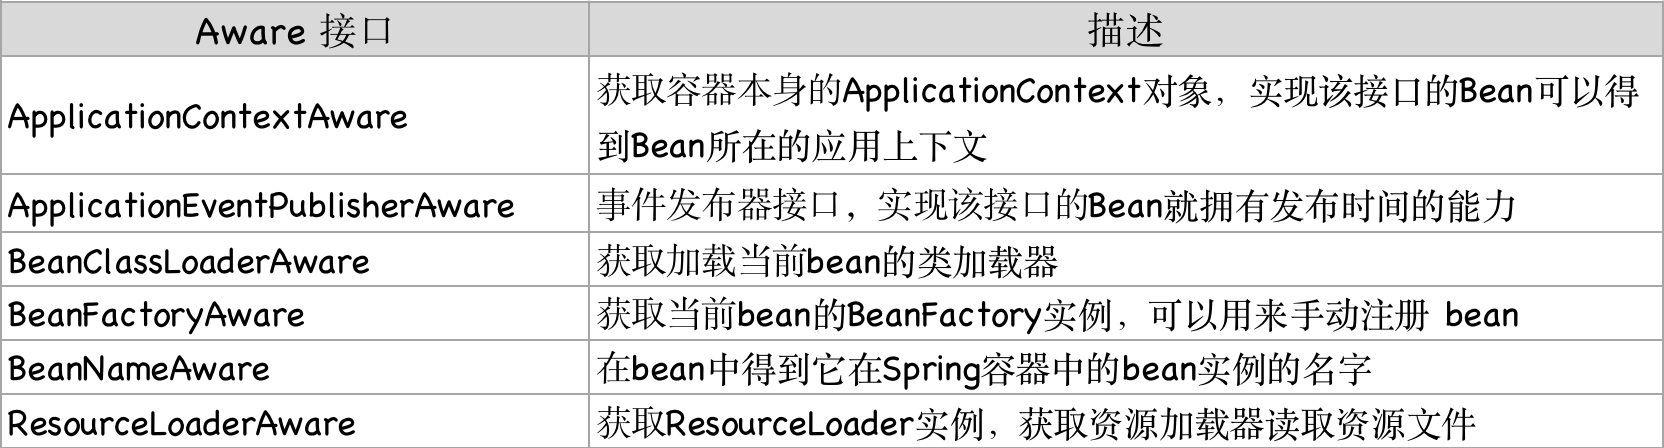 Aware 接口
描述
ApplicationContextAware
获取容器本身的ApplicationContext对象，实现该接口的Bean可以得
到Bean所在的应用上下文
ApplicationEventPublisherAware
事件发布器接口，实现该接口的Bean就拥有发布时间的能力
BeanClassLoaderAware
获取加载当前bean的类加载器
BeanFactoryAware
获取当前bean的BeanFactory实例，可以用来手动注册 bean
BeanNameAware
在bean中得到它在Spring容器中的bean实例的名字
ResourceLoaderAware
获取ResourceLoader实例，获取资源加载器读取资源文件